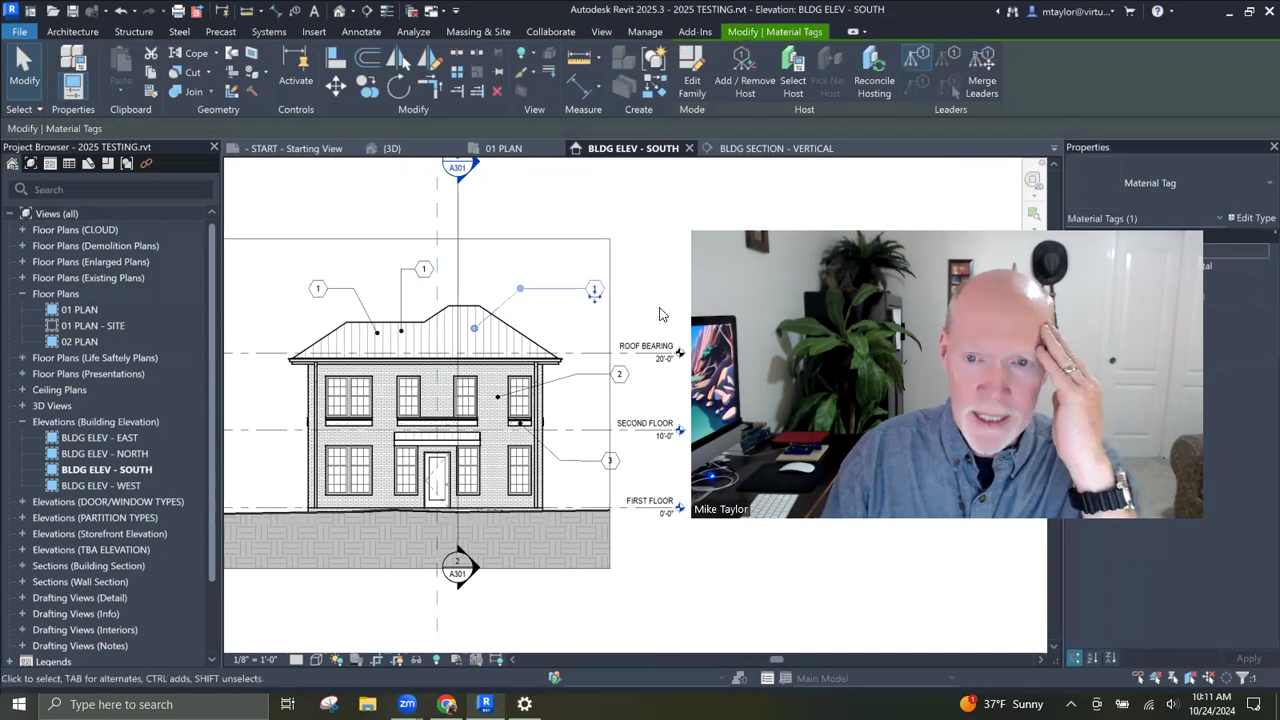 Autodesk Revit 2025.3 - 2025 TESTING.rvt - Elevation: BLDG ELEV - SOUTH
mtaylor@virtu...
File Architecture Structure Steel Precast Systems Insert Annotate Analyze Massing & Site Collaborate View Manage Add-Ins Modify | Material Tags
Modify
Paste
Cope
Cut
Join
Activate
Edit
Family
Add / Remove
Host
Select
Host
Pick New
Host
Reconcile
Hosting
Merge
Leaders
Select Properties Clipboard Geometry Controls Modify View Measure Create Mode Host Leaders
Modify | Material Tags
Project Browser - 2025 TESTING.rvt
- START - Starting View
{3D}
01 PLAN
BLDG ELEV - SOUTH
BLDG SECTION - VERTICAL
Properties
Search
Material Tag
Material Tags (1)
Edit Type
Views (all)
Floor Plans (CLOUD)
Floor Plans (Demolition Plans)
Floor Plans (Enlarged Plans)
Floor Plans (Existing Plans)
Floor Plans
01 PLAN
01 PLAN - SITE
02 PLAN
Floor Plans (Life Saftely Plans)
Floor Plans (Presentations)
Ceiling Plans
3D Views
Elevations (Building Elevation)
BLDG ELEV - EAST
BLDG ELEV - NORTH
BLDG ELEV - SOUTH
BLDG ELEV - WEST
Elevations (DOOR/WINDOW TYPES)
Elevations (PARTITION TYPES)
Elevations (Storefront Elevation)
Elevations (TBA ELEVATION)
Sections (Building Section)
Sections (Wall Section)
Drafting Views (Detail)
Drafting Views (Info)
Drafting Views (Interiors)
Drafting Views (Notes)
Legends
A301
1
1
1
ROOF BEARING
20'-0"
2
SECOND FLOOR
10'-0"
3
FIRST FLOOR
0'-0"
2
A301
Mike Taylor
1/8" = 1'-0"
Apply
Click to select, TAB for alternates, CTRL adds, SHIFT unselects.
Main Model
:1
Type here to search
37°F Sunny
10:11 AM
10/24/2024